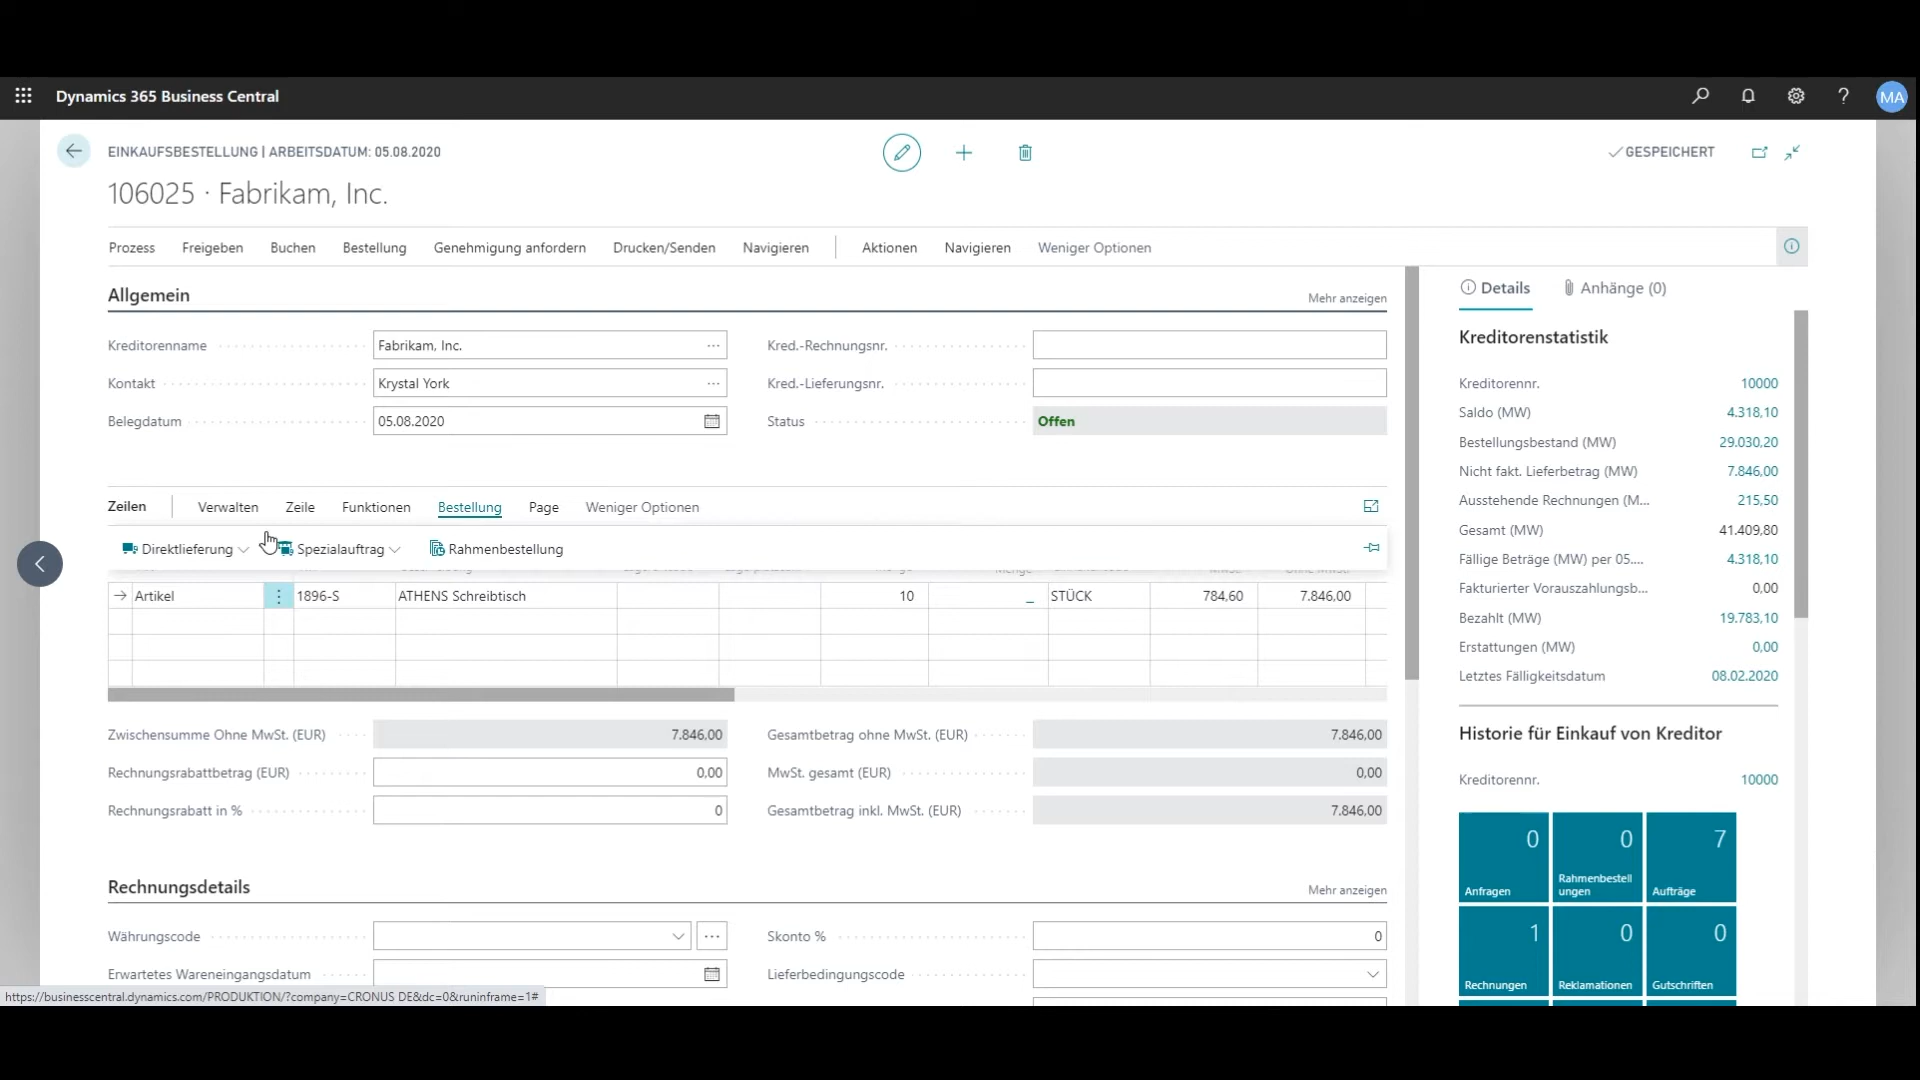 Dynamics 365 Business Central
MA
EINKAUFSBESTELLUNG | ARBEITSDATUM: 05.08.2020
GESPEICHERT
106025 · Fabrikam, Inc.
Prozess Freigeben Buchen Bestellung Genehmigung anfordern Drucken/Senden Navigieren Aktionen Navigieren Weniger Optionen
Allgemein
Mehr anzeigen
Kreditorenname Fabrikam, Inc.
Kred.-Rechnungsnr.
Kontakt Krystal York
Kred.-Lieferungsnr.
Belegdatum 05.08.2020
Status Offen
Zeilen Verwalten Zeile Funktionen Bestellung Page Weniger Optionen
Direktlieferung Spezialauftrag Rahmenbestellung
Artikel 1896-S ATHENS Schreibtisch 10 _ STÜCK 784,60 7.846,00
Zwischensumme Ohne MwSt. (EUR) 7.846,00
Gesamtbetrag ohne MwSt. (EUR) 7.846,00
Rechnungsrabattbetrag (EUR) 0,00
MwSt. gesamt (EUR) 0,00
Rechnungsrabatt in % 0
Gesamtbetrag inkl. MwSt. (EUR) 7.846,00
Rechnungsdetails
Mehr anzeigen
Währungscode
Skonto % 0
Erwartetes Wareneingangsdatum
Lieferbedingungscode
https://businesscentral.dynamics.com/PRODUKTION/?company=CRONUS DE&dc=0&runinframe=1#
Details Anhänge (0)
Kreditorenstatistik
Kreditorennr. 10000
Saldo (MW) 4.318,10
Bestellungsbestand (MW) 29.030,20
Nicht fakt. Lieferbetrag (MW) 7.846,00
Ausstehende Rechnungen (M... 215,50
Gesamt (MW) 41.409,80
Fällige Beträge (MW) per 05.... 4.318,10
Fakturierter Vorauszahlungsb... 0,00
Bezahlt (MW) 19.783,10
Erstattungen (MW) 0,00
Letztes Fälligkeitsdatum 08.02.2020
Historie für Einkauf von Kreditor
Kreditorennr. 10000
0 0 7
Anfragen Rahmenbestell
ungen Aufträge
1 0 0
Rechnungen Reklamationen Gutschriften